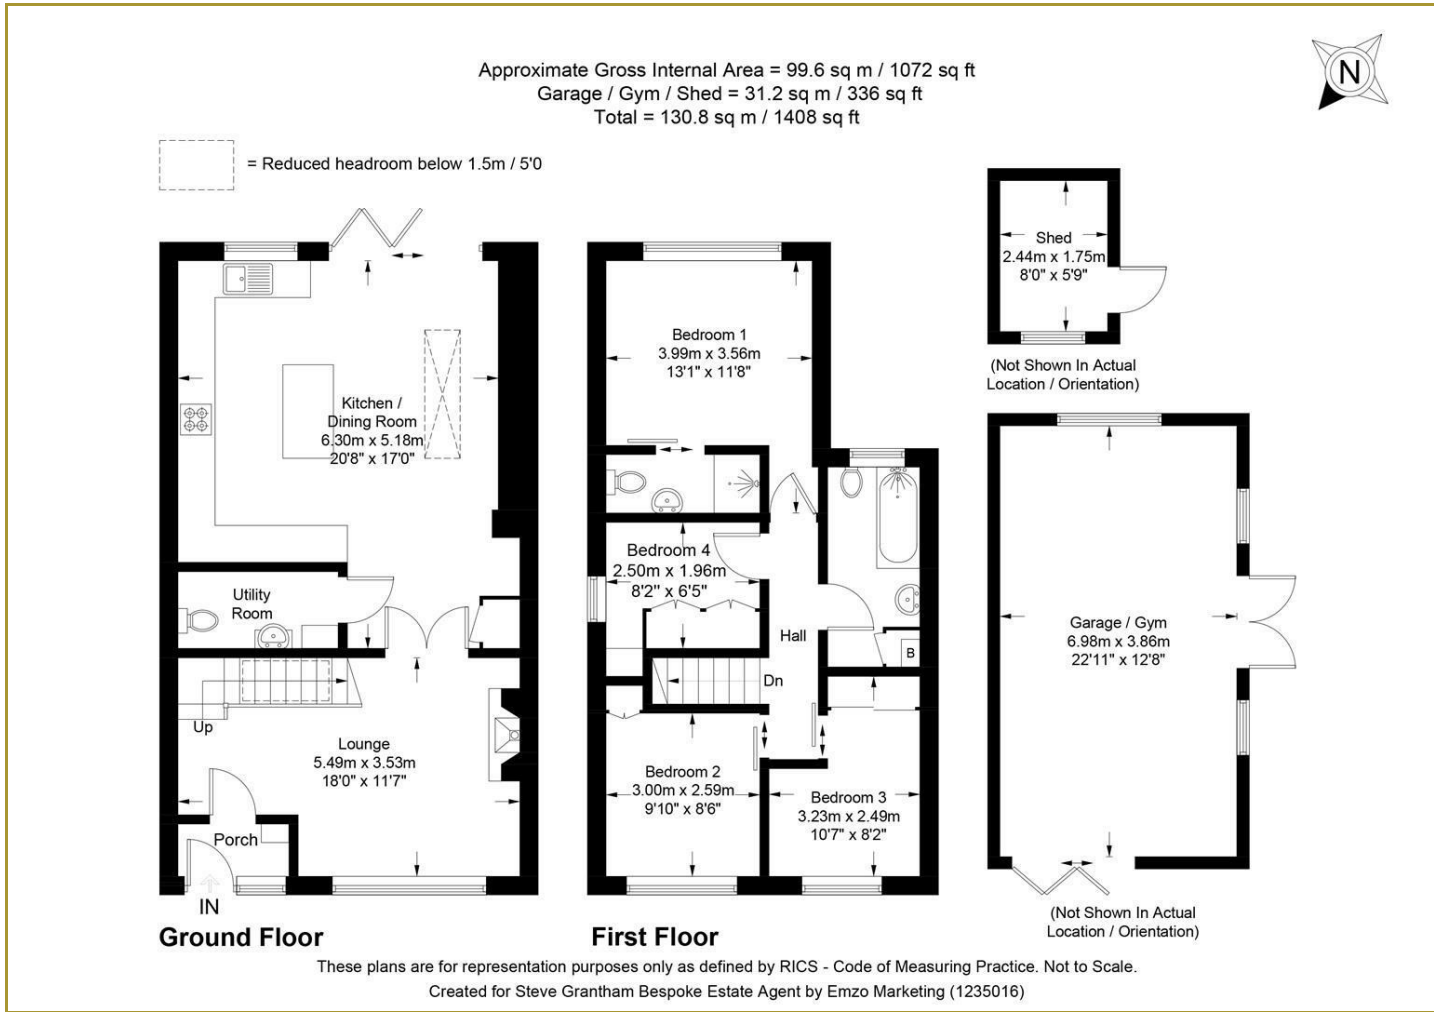 Approximate Gross Internal Area = 99.6 sq m / 1072 sq ft
Garage / Gym / Shed = 31.2 sq m / 336 sq ft
Total = 130.8 sq m / 1408 sq ft
N
= Reduced headroom below 1.5m / 5'0
Kitchen /
Dining Room
6.30m x 5.18m
20'8" x 17'0"
Utility
Room
Up
Lounge
5.49m x 3.53m
18'0" x 11'7"
Porch
IN
Ground Floor
Bedroom 1
3.99m x 3.56m
13'1" x 11'8"
Bedroom 4
2.50m x 1.96m
8'2" x 6'5"
Hall
B
Dn
Bedroom 2
3.00m x 2.59m
9'10" x 8'6"
Bedroom 3
3.23m x 2.49m
10'7" x 8'2"
First Floor
Shed
2.44m x 1.75m
8'0" x 5'9"
(Not Shown In Actual
Location / Orientation)
Garage / Gym
6.98m x 3.86m
22'11" x 12'8"
(Not Shown In Actual
Location / Orientation)
These plans are for representation purposes only as defined by RICS - Code of Measuring Practice. Not to Scale.
Created for Steve Grantham Bespoke Estate Agent by Emzo Marketing (1235016)